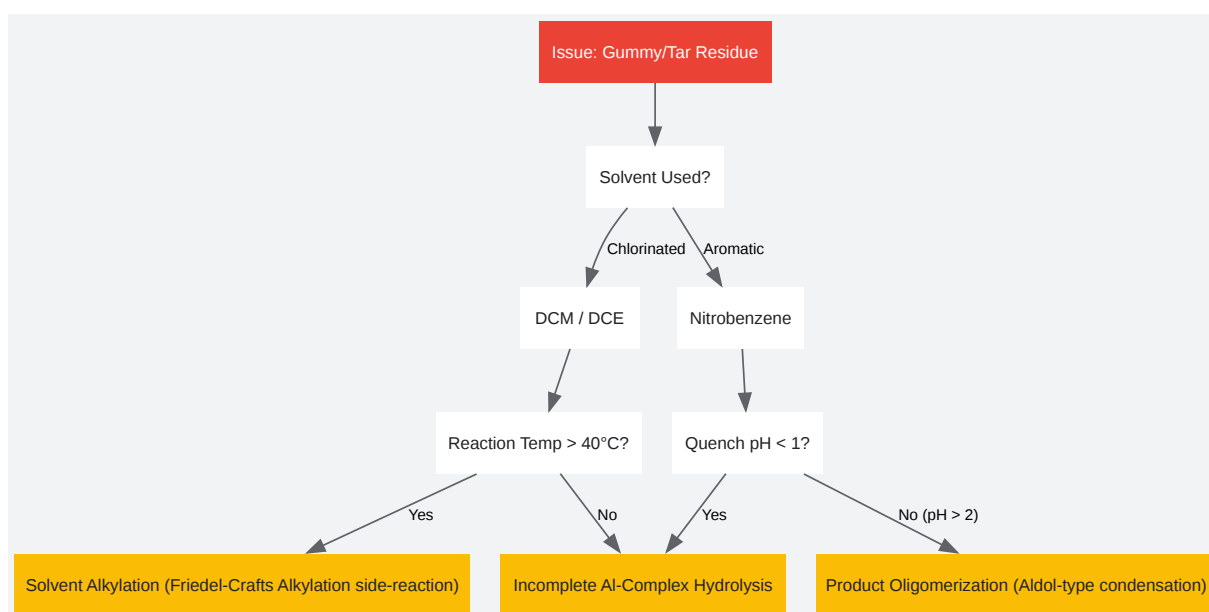 Issue: Gummy/Tar Residue
Solvent Used?
Chlorinated
Aromatic
DCM / DCE
Nitrobenzene
Reaction Temp > 40°C?
Quench pH < 1?
Yes
No
Yes
No (pH > 2)
Solvent Alkylation (Friedel-Crafts Alkylation side-reaction)
Incomplete Al-Complex Hydrolysis
Product Oligomerization (Aldol-type condensation)